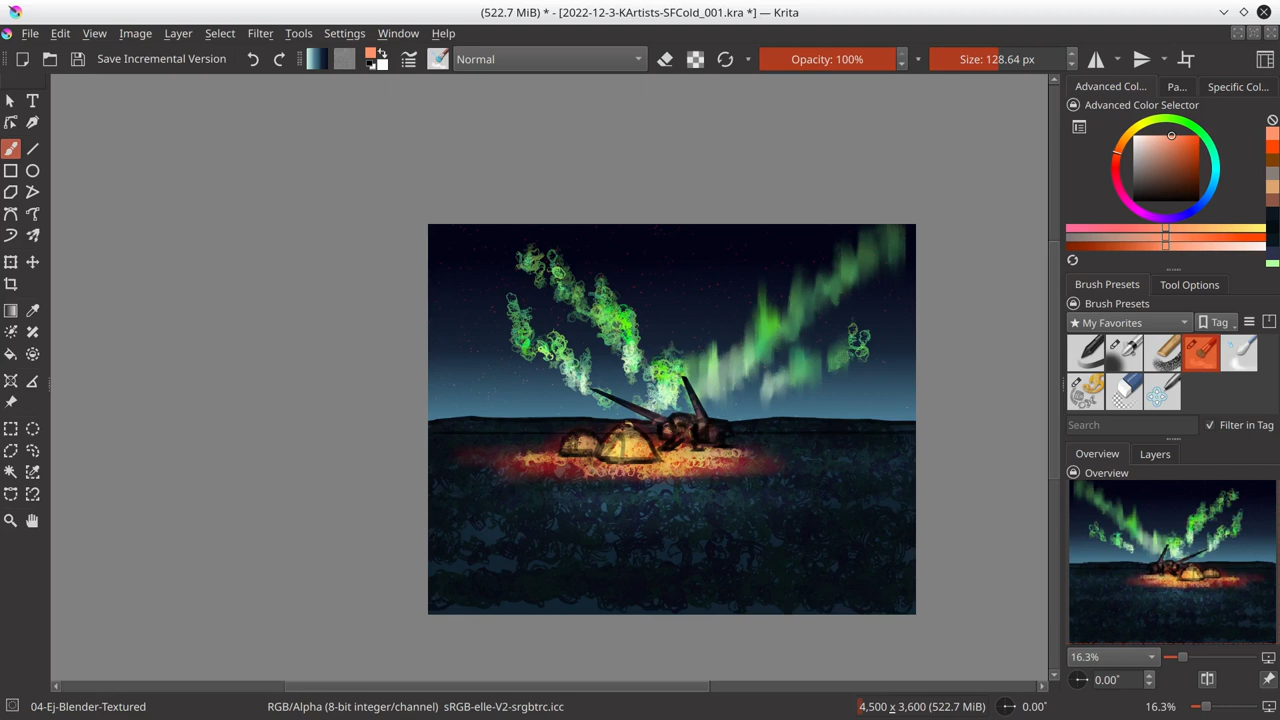 (522.7 MiB) * - [2022-12-3-KArtists-SFCold_001.kra *] — Krita
File Edit View Image Layer Select Filter Tools Settings Window Help
Save Incremental Version Normal Opacity: 100% Size: 128.64 px
Advanced Col... Pa... Specific Col...
Advanced Color Selector
Brush Presets Tool Options
Brush Presets
★ My Favorites Tag
Search Filter in Tag
Overview Layers
Overview
16.3%
0.00°
04-Ej-Blender-Textured RGB/Alpha (8-bit integer/channel) sRGB-elle-V2-srgbtrc.icc 4,500 x 3,600 (522.7 MiB) 0.00° 16.3%